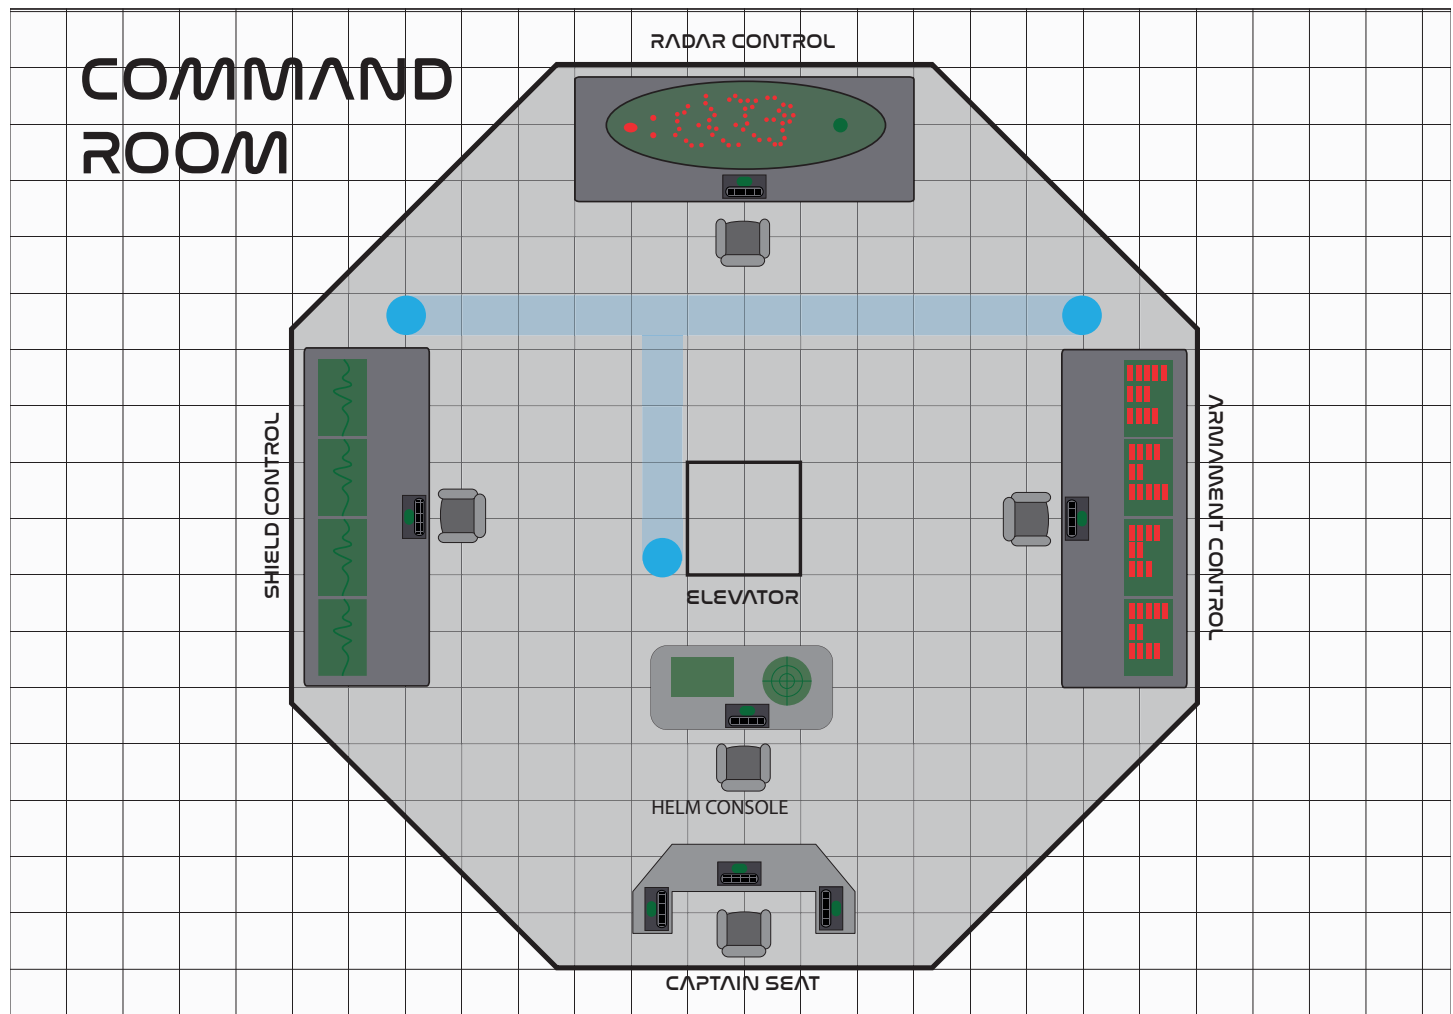 RADAR CONTROL
COMMAND
ROOM
SHIELD CONTROL
ARMAMENT CONTROL
ELEVATOR
HELM CONSOLE
CAPTAIN SEAT